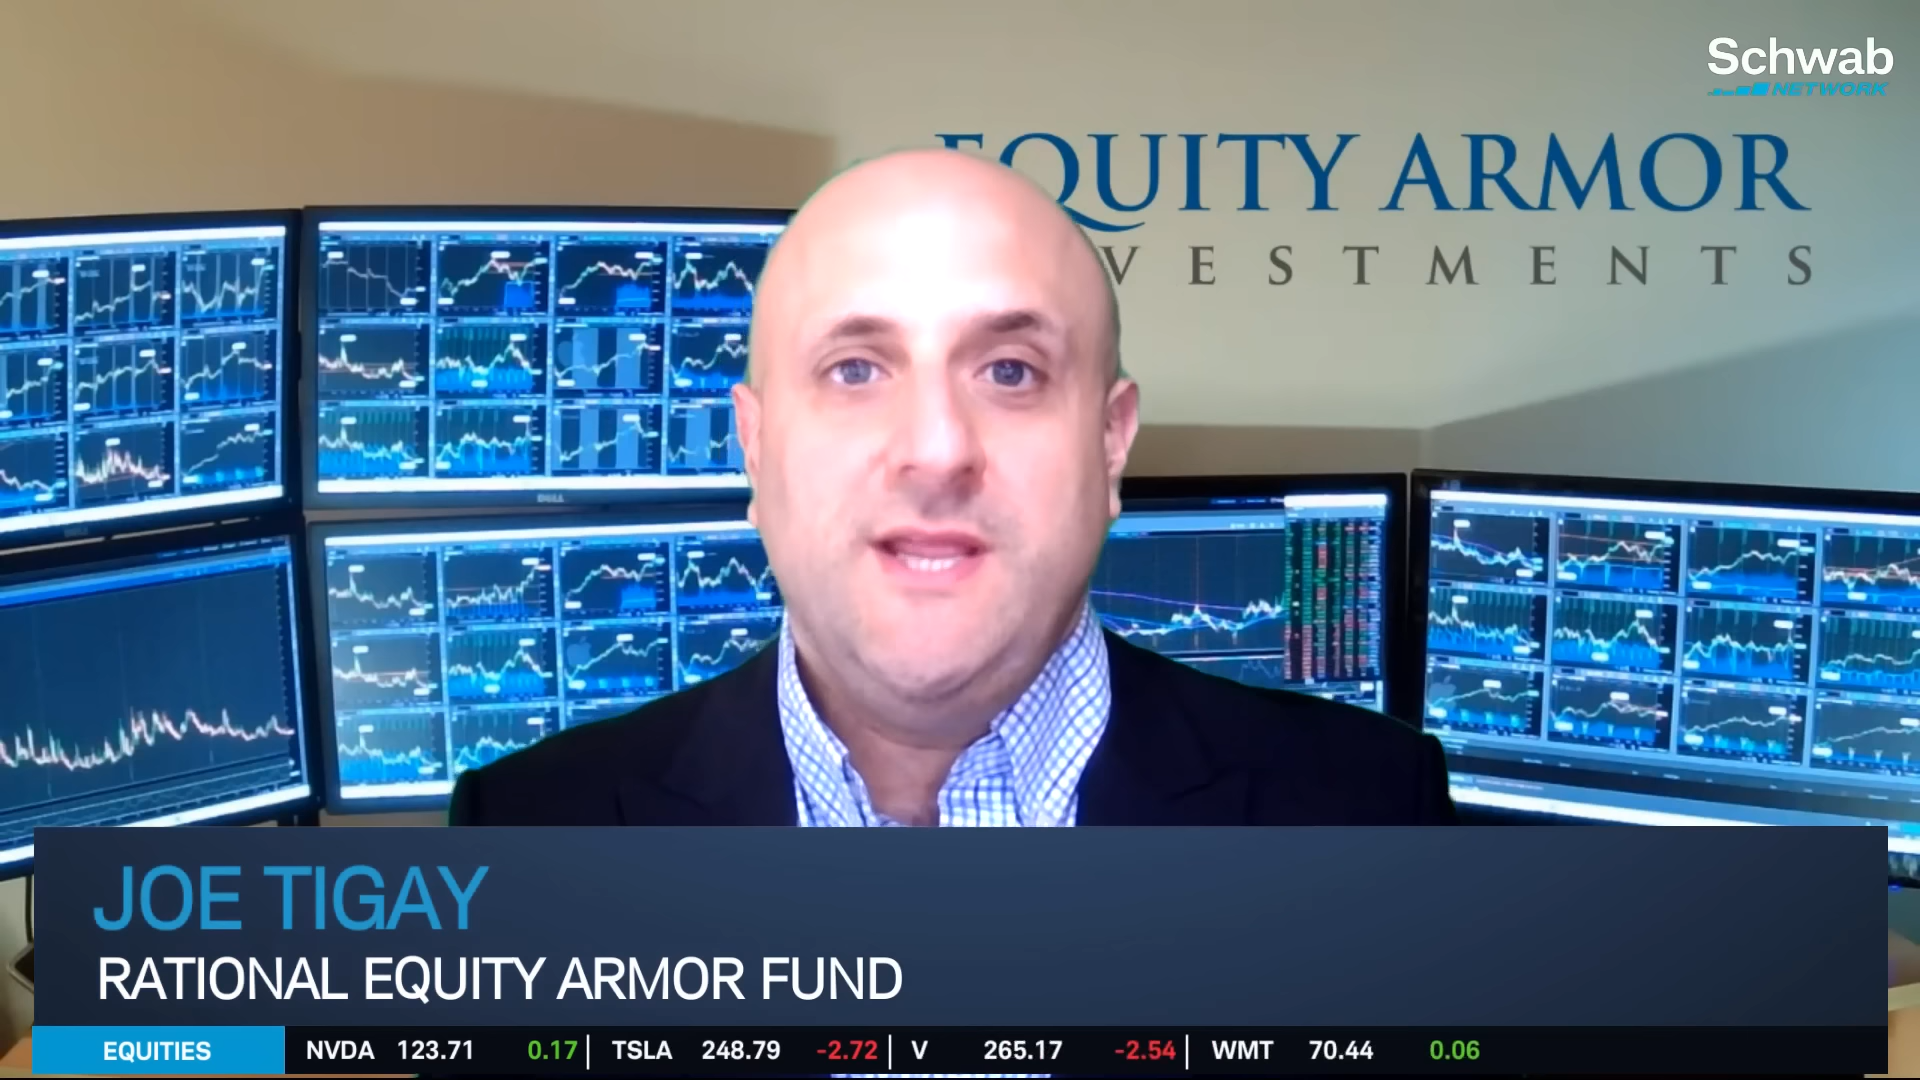 Schwab
NETWORK
EQUITY ARMOR
VESTMENTS
DELL
JOE TIGAY
RATIONAL EQUITY ARMOR FUND
EQUITIES NVDA 123.71 0.17 TSLA 248.79 -2.72 V 265.17 -2.54 WMT 70.44 0.06